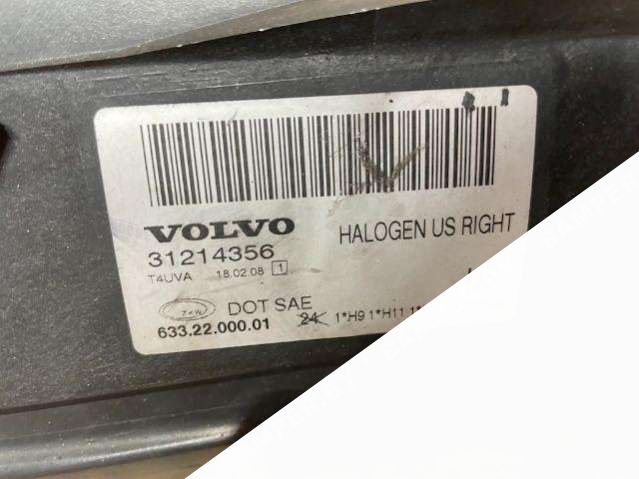 VOLVO
HALOGEN US RIGHT
31214356
T4UVA 18.02.08 1
DOT SAE
633.22.000.01 24 1*H9 1*H11